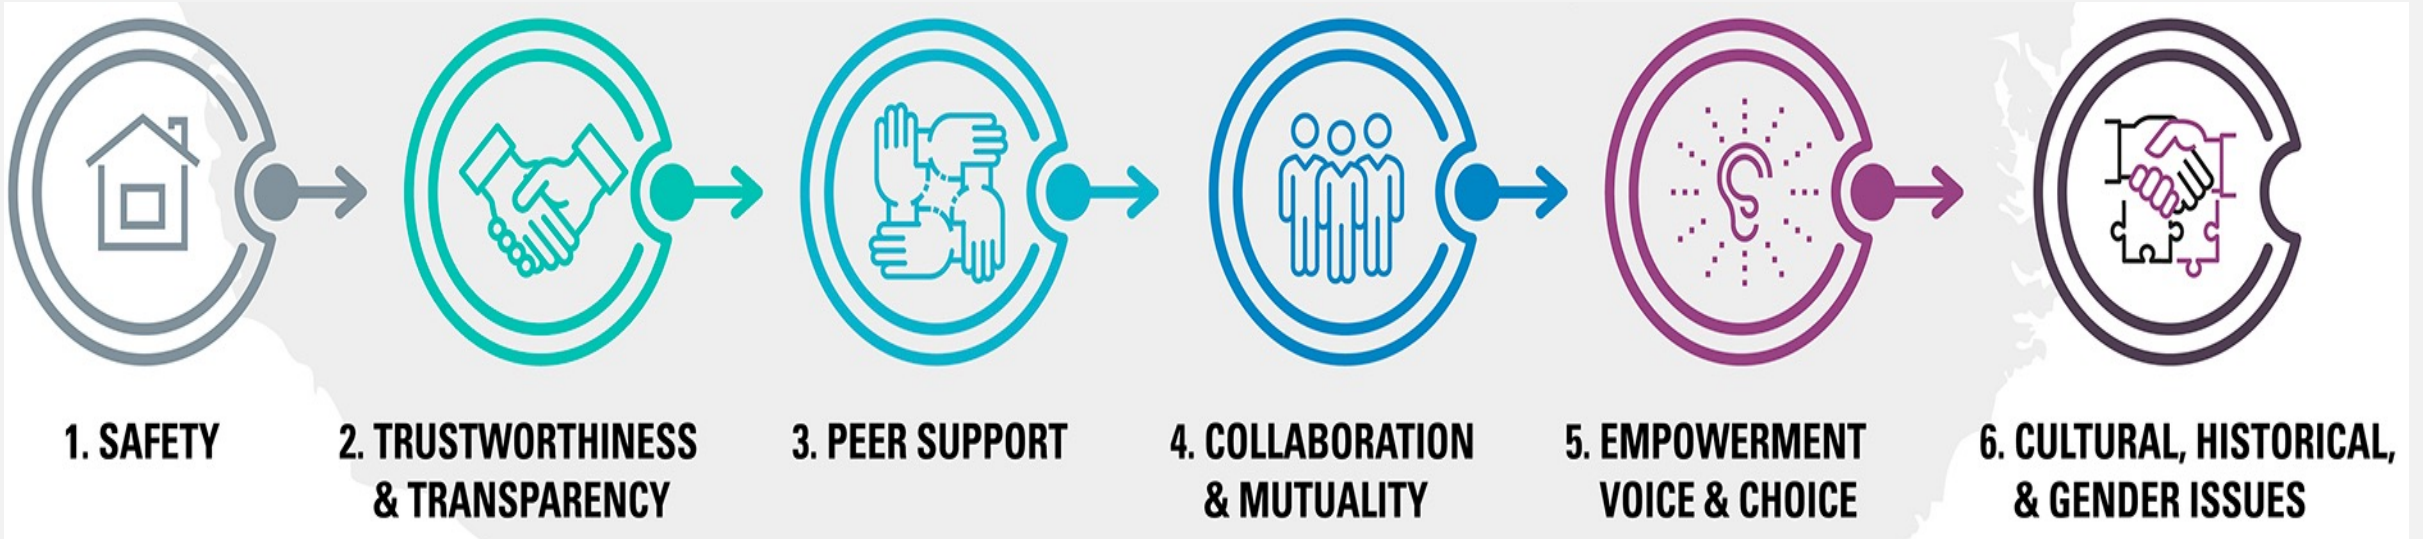 1. SAFETY
2. TRUSTWORTHINESS
& TRANSPARENCY
3. PEER SUPPORT
4. COLLABORATION
& MUTUALITY
5. EMPOWERMENT
VOICE & CHOICE
6. CULTURAL, HISTORICAL,
& GENDER ISSUES